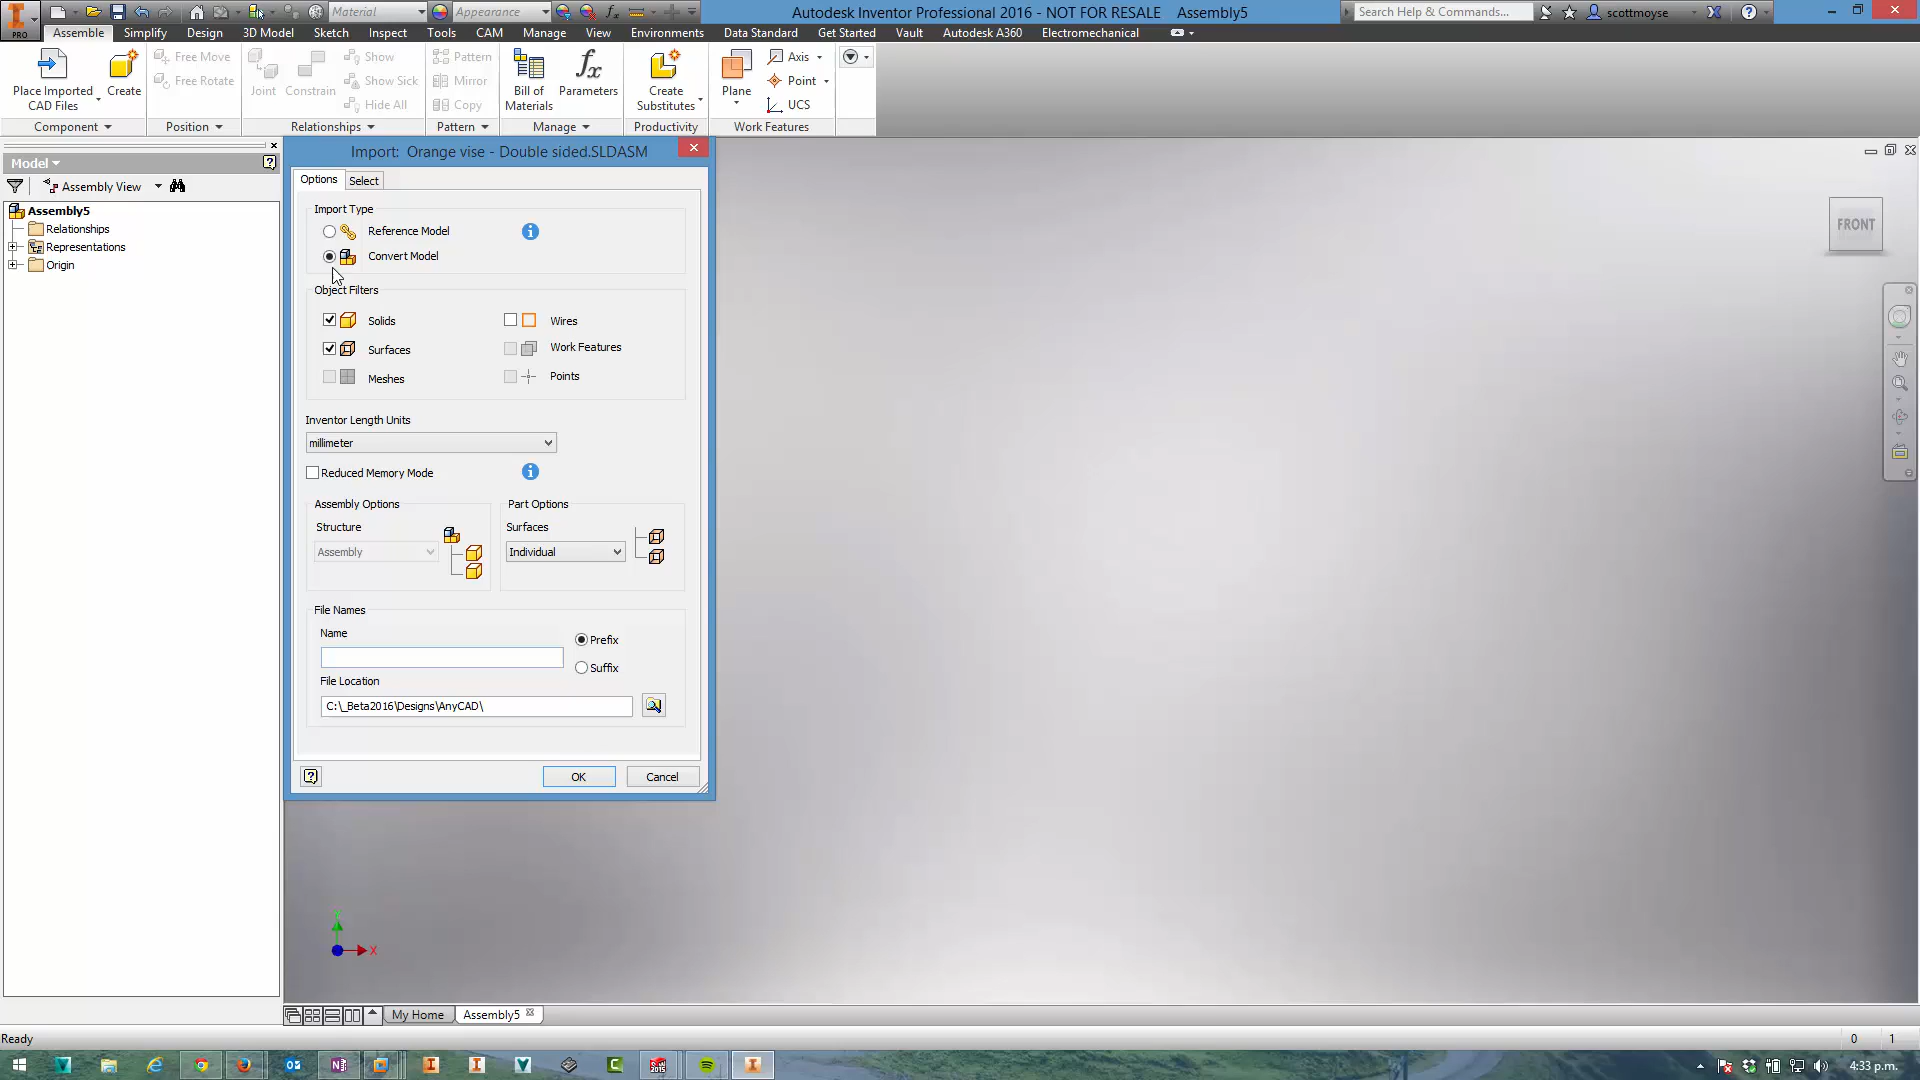 Material
Appearance
Autodesk Inventor Professional 2016 - NOT FOR RESALE Assembly5
Search Help & Commands...
scottmoyse
PRO
Assemble Simplify Design 3D Model Sketch Inspect Tools CAM Manage View Environments Data Standard Get Started Vault Autodesk A360 Electromechanical
Place Imported CAD Files
Create
Free Move
Free Rotate
Joint
Constrain
Show
Show Sick
Hide All
Pattern
Mirror
Copy
Bill of Materials
Parameters
Create Substitutes
Plane
Axis
Point
UCS
Component
Position
Relationships
Pattern
Manage
Productivity
Work Features
Model
Assembly View
Assembly5
Relationships
Representations
Origin
Import: Orange vise - Double sided.SLDASM
Options
Select
Import Type
Reference Model
Convert Model
Object Filters
Solids
Wires
Surfaces
Work Features
Meshes
Points
Inventor Length Units
millimeter
Reduced Memory Mode
Assembly Options
Structure
Assembly
Part Options
Surfaces
Individual
File Names
Name
Prefix
Suffix
File Location
C:\_Beta2016\Designs\AnyCAD\
OK
Cancel
FRONT
X
My Home
Assembly5
Ready
0
1
2015
4:33 p.m.